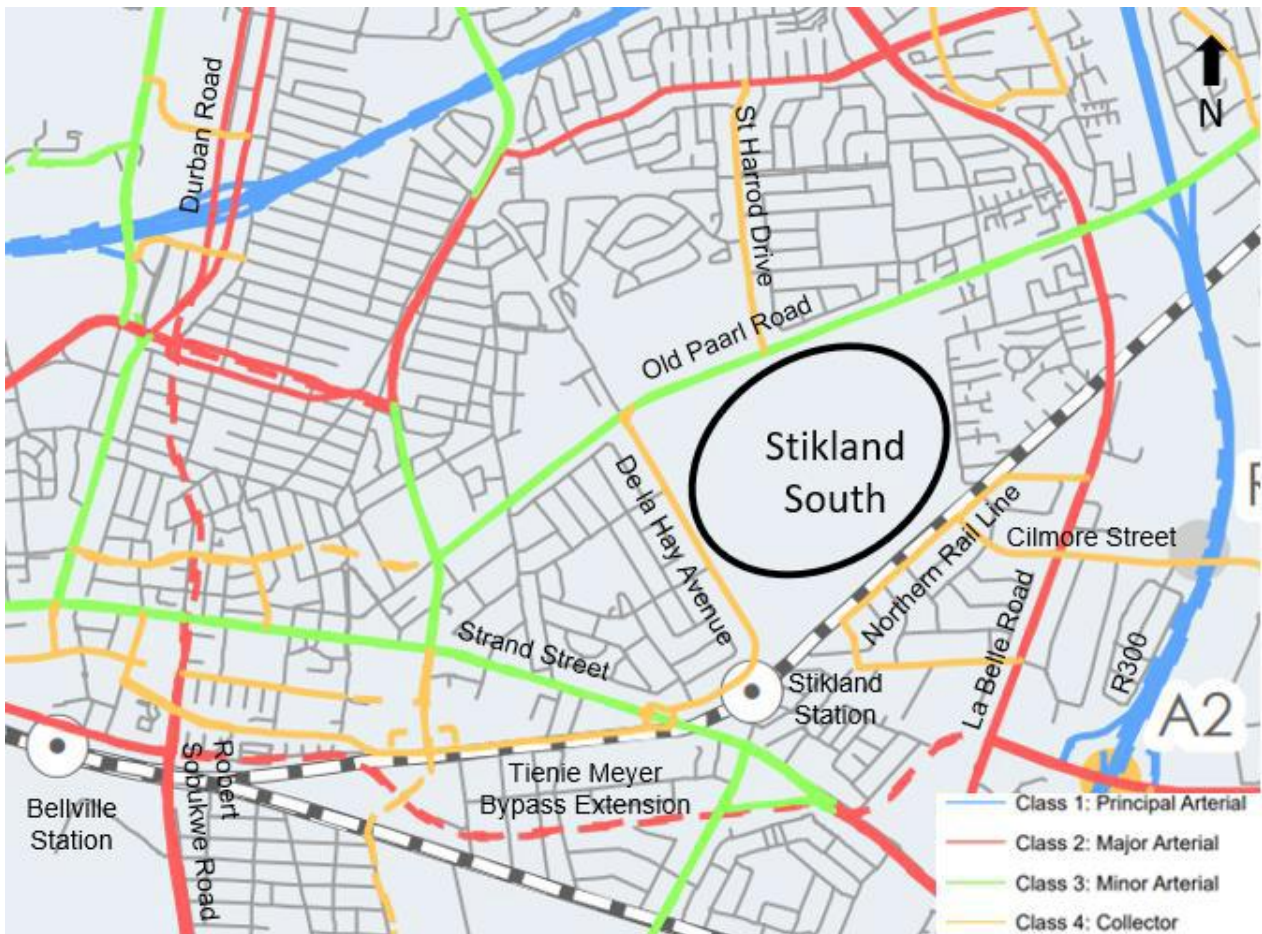 Durban Road
N
St Harrod Drive
Old Paarl Road
Stikland
South
De la Hay Avenue
Northern Rail Line
Cilmore Street
R
Strand Street
La Belle Road
R300
Stikland
Station
A2
Robert
Sobukwe Road
Tienie Meyer
Bypass Extension
Bellville
Station
Class 1: Principal Arterial
Class 2: Major Arterial
Class 3: Minor Arterial
Class 4: Collector